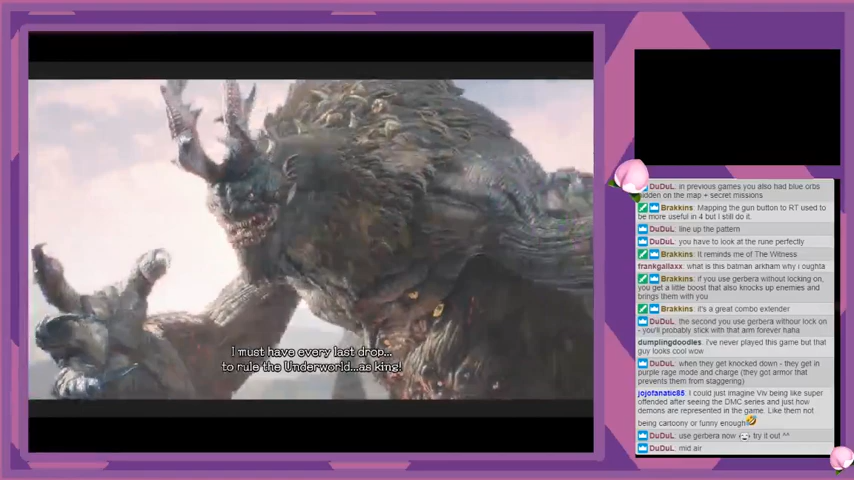 I must have every last drop...
to rule the Underworld...as king!
DuDuL: in previous games you also had blue orbs
hidden on the map + secret missions
Brakkins: Mapping the gun button to RT used to
be more useful in 4 but I still do it.
DuDuL: line up the pattern
DuDuL: you have to look at the rune perfectly
Brakkins: It reminds me of The Witness
frankgallaxx: what is this batman arkham why i oughta
Brakkins: if you use gerbera without locking on,
you get a little boost that also knocks up enemies and
brings them with you
Brakkins: it's a great combo extender
DuDuL: the second you use gerbera withour lock on
- you'll probably stick with that arm forever haha
dumplingdoodles: i've never played this game but that
guy looks cool wow
DuDuL: when they get knocked down - they get in
purple rage mode and charge (they got armor that
prevents them from staggering)
jojofanatic85: I could just imagine Viv being like super
offended after seeing the DMC series and just how
demons are represented in the game. Like them not
being cartoony or funny enough
DuDuL: use gerbera now try it out ^^
DuDuL: mid air